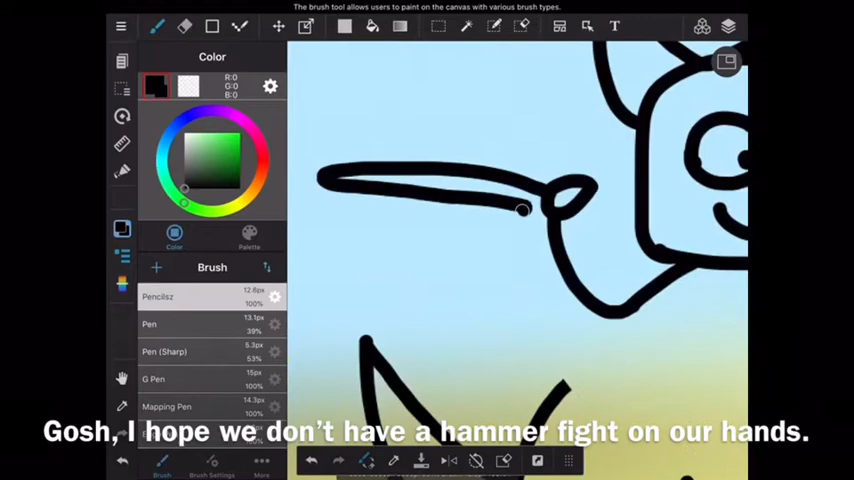 The brush tool allows users to paint on the canvas with various brush types.
T
Color
R:0
G:0
B:0
Color
Palette
Brush
Pencilsz
12.6px
100%
Pen
13.1px
39%
Pen (Sharp)
5.3px
53%
G Pen
15px
100%
Mapping Pen
14.3px
100%
Gosh, I hope we don't have a hammer fight on our hands.
Brush
Brush Settings
More